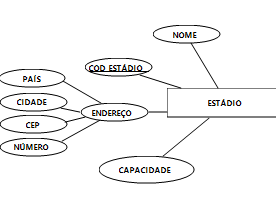 NOME
COD ESTÁDIO
PAÍS
CIDADE
ESTÁDIO
ENDEREÇO
CEP
NÚMERO
CAPACIDADE